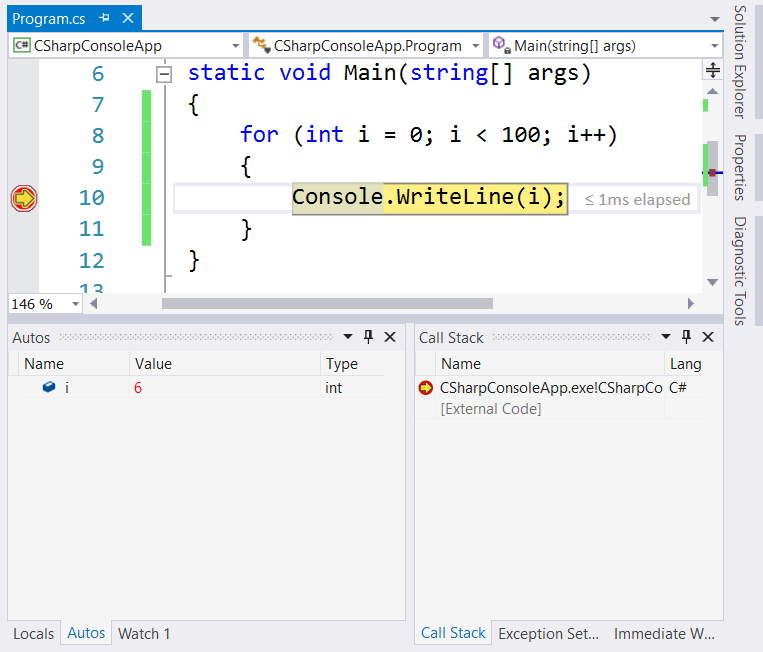 Program.cs
CSharpConsoleApp CSharpConsoleApp.Program Main(string[] args)
6 static void Main(string[] args)
7 {
8 for (int i = 0; i < 100; i++)
9 {
10 Console.WriteLine(i); ≤ 1ms elapsed
11 }
12 }
13
146 %
Solution Explorer
Properties
Diagnostic Tools
Autos
Name Value Type
i 6 int
Locals Autos Watch 1
Call Stack
Name Lang
CSharpConsoleApp.exe!CSharpCo C#
[External Code]
Call Stack Exception Set... Immediate W...